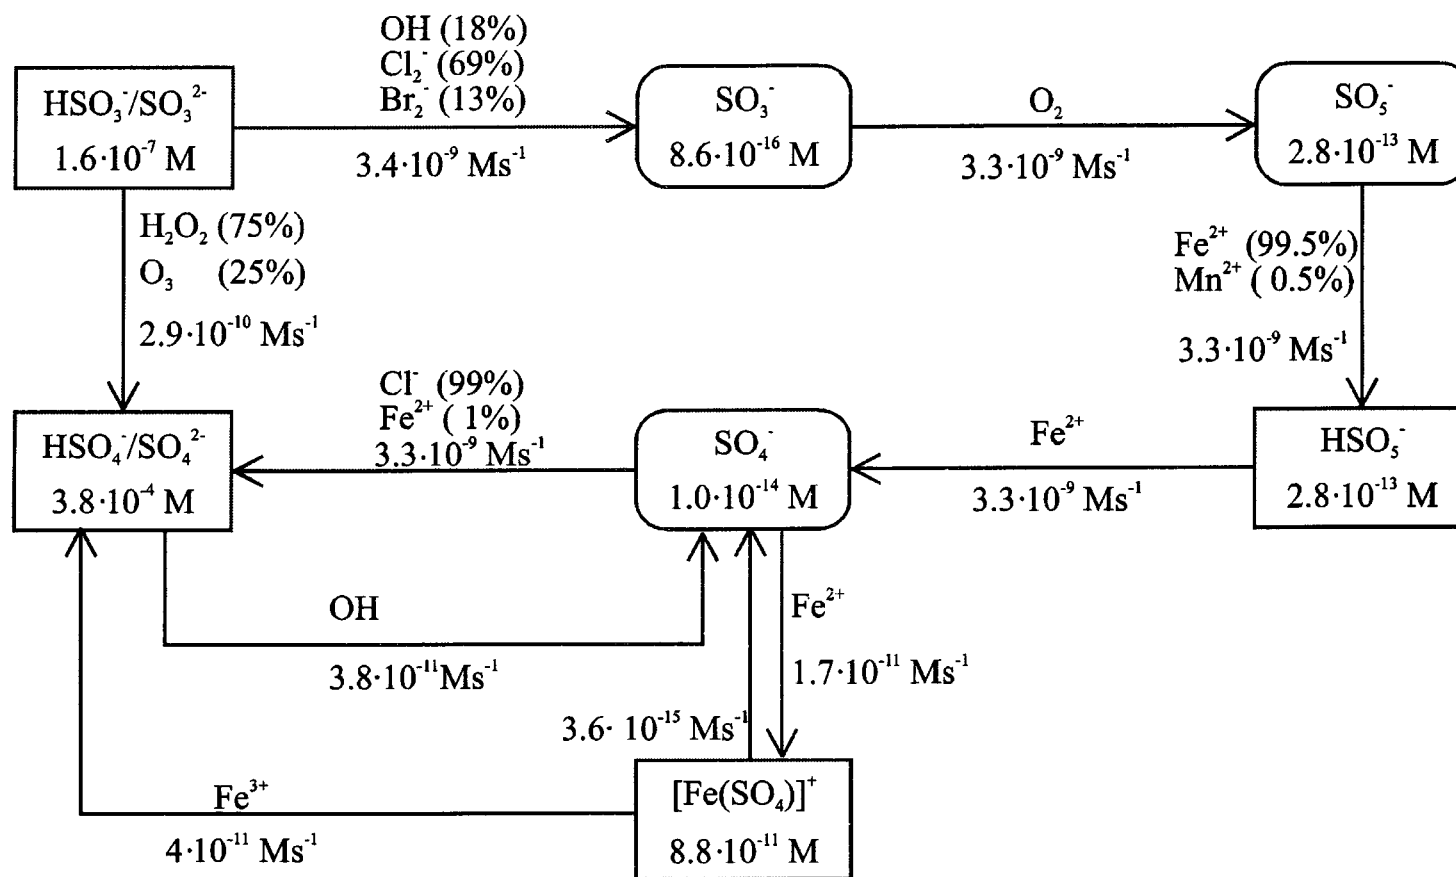 OH (18%)
Cl₂⁻ (69%)
Br₂⁻ (13%)
3.4·10⁻⁹ Ms⁻¹
HSO₃⁻/SO₃²⁻
1.6·10⁻⁷ M
SO₃⁻
8.6·10⁻¹⁶ M
O₂
3.3·10⁻⁹ Ms⁻¹
SO₅⁻
2.8·10⁻¹³ M
H₂O₂ (75%)
O₃ (25%)
2.9·10⁻¹⁰ Ms⁻¹
Fe²⁺ (99.5%)
Mn²⁺ ( 0.5%)
3.3·10⁻⁹ Ms⁻¹
Cl⁻ (99%)
Fe²⁺ ( 1%)
3.3·10⁻⁹ Ms⁻¹
HSO₄⁻/SO₄²⁻
3.8·10⁻⁴ M
SO₄⁻
1.0·10⁻¹⁴ M
Fe²⁺
3.3·10⁻⁹ Ms⁻¹
HSO₅⁻
2.8·10⁻¹³ M
OH
3.8·10⁻¹¹Ms⁻¹
Fe²⁺
1.7·10⁻¹¹ Ms⁻¹
3.6· 10⁻¹⁵ Ms⁻¹
Fe³⁺
4·10⁻¹¹ Ms⁻¹
[Fe(SO₄)]⁺
8.8·10⁻¹¹ M